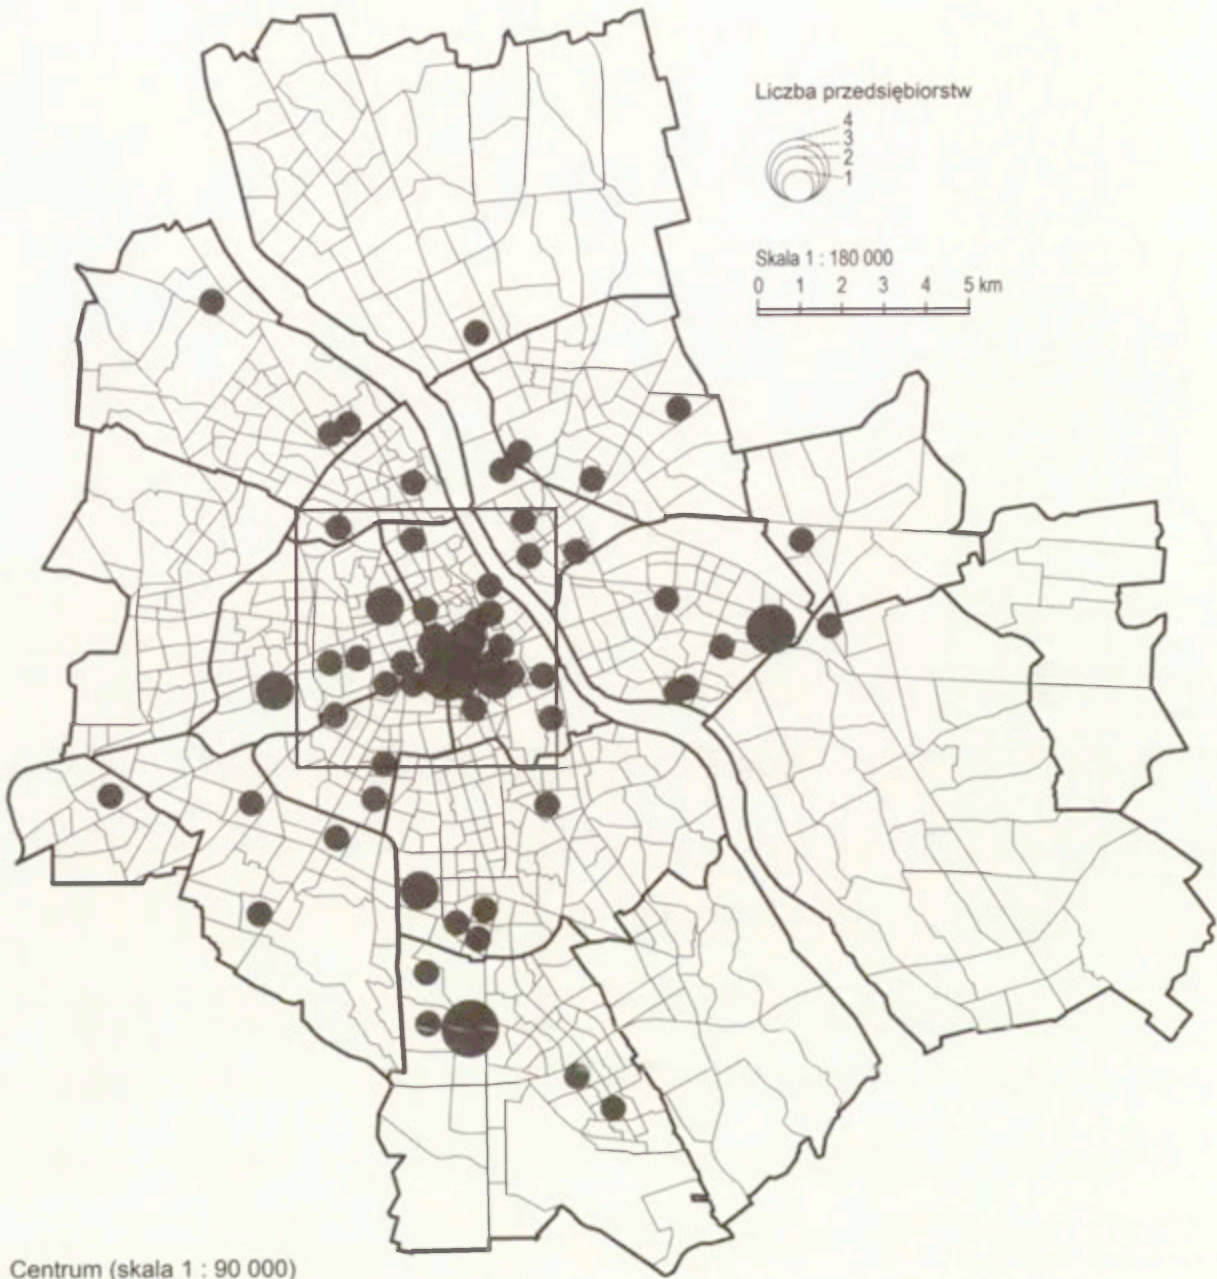 Liczba przedsiębiorstw
4
3
2
1
Skala 1 : 180 000
0 1 2 3 4 5 km
Centrum (skala 1 : 90 000)